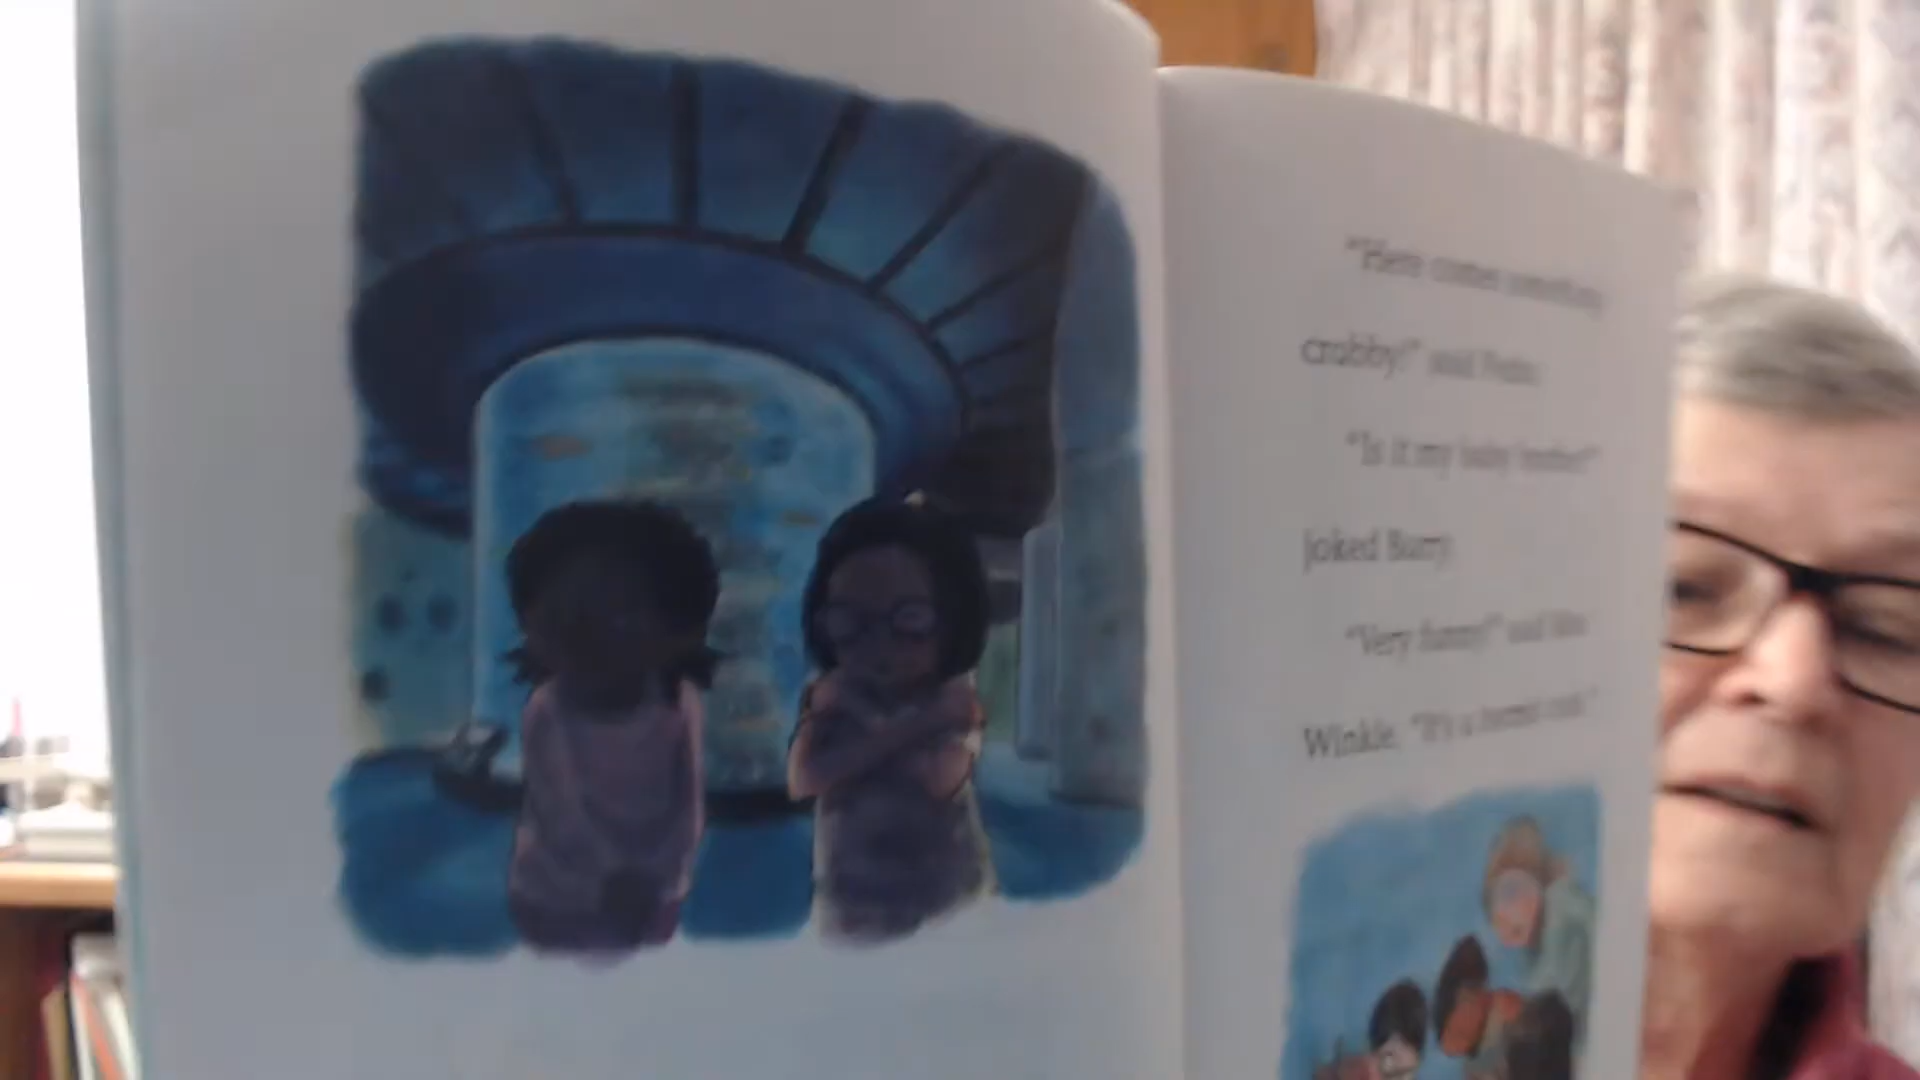 "Here comes something
crabby!" said
"Is it my baby brother?"
joked Barry.
"Very funny!" said Mrs.
Winkle. "It's a hermit crab."